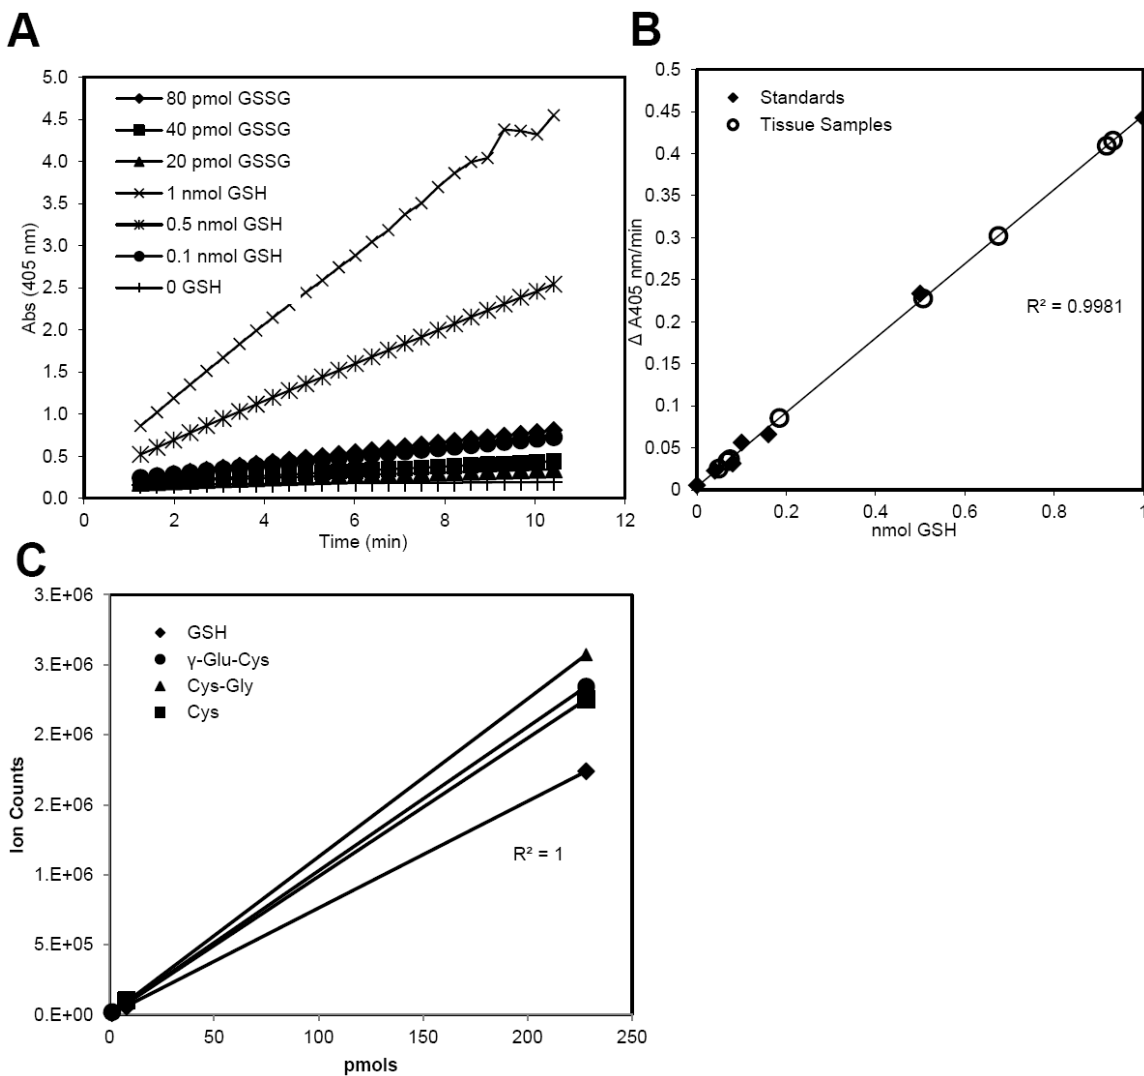 A
5.0
4.5
4.0
3.5
3.0
2.5
2.0
1.5
1.0
0.5
0.0
Abs (405 nm)
80 pmol GSSG
40 pmol GSSG
20 pmol GSSG
1 nmol GSH
0.5 nmol GSH
0.1 nmol GSH
0 GSH
0 2 4 6 8 10 12
Time (min)
B
0.5
0.45
0.4
0.35
0.3
0.25
0.2
0.15
0.1
0.05
0
Δ A405 nm/min
Standards
Tissue Samples
R² = 0.9981
0 0.2 0.4 0.6 0.8 1
nmol GSH
C
3.E+06
3.E+06
2.E+06
2.E+06
1.E+06
5.E+05
0.E+00
Ion Counts
GSH
γ-Glu-Cys
Cys-Gly
Cys
R² = 1
0 50 100 150 200 250
pmols